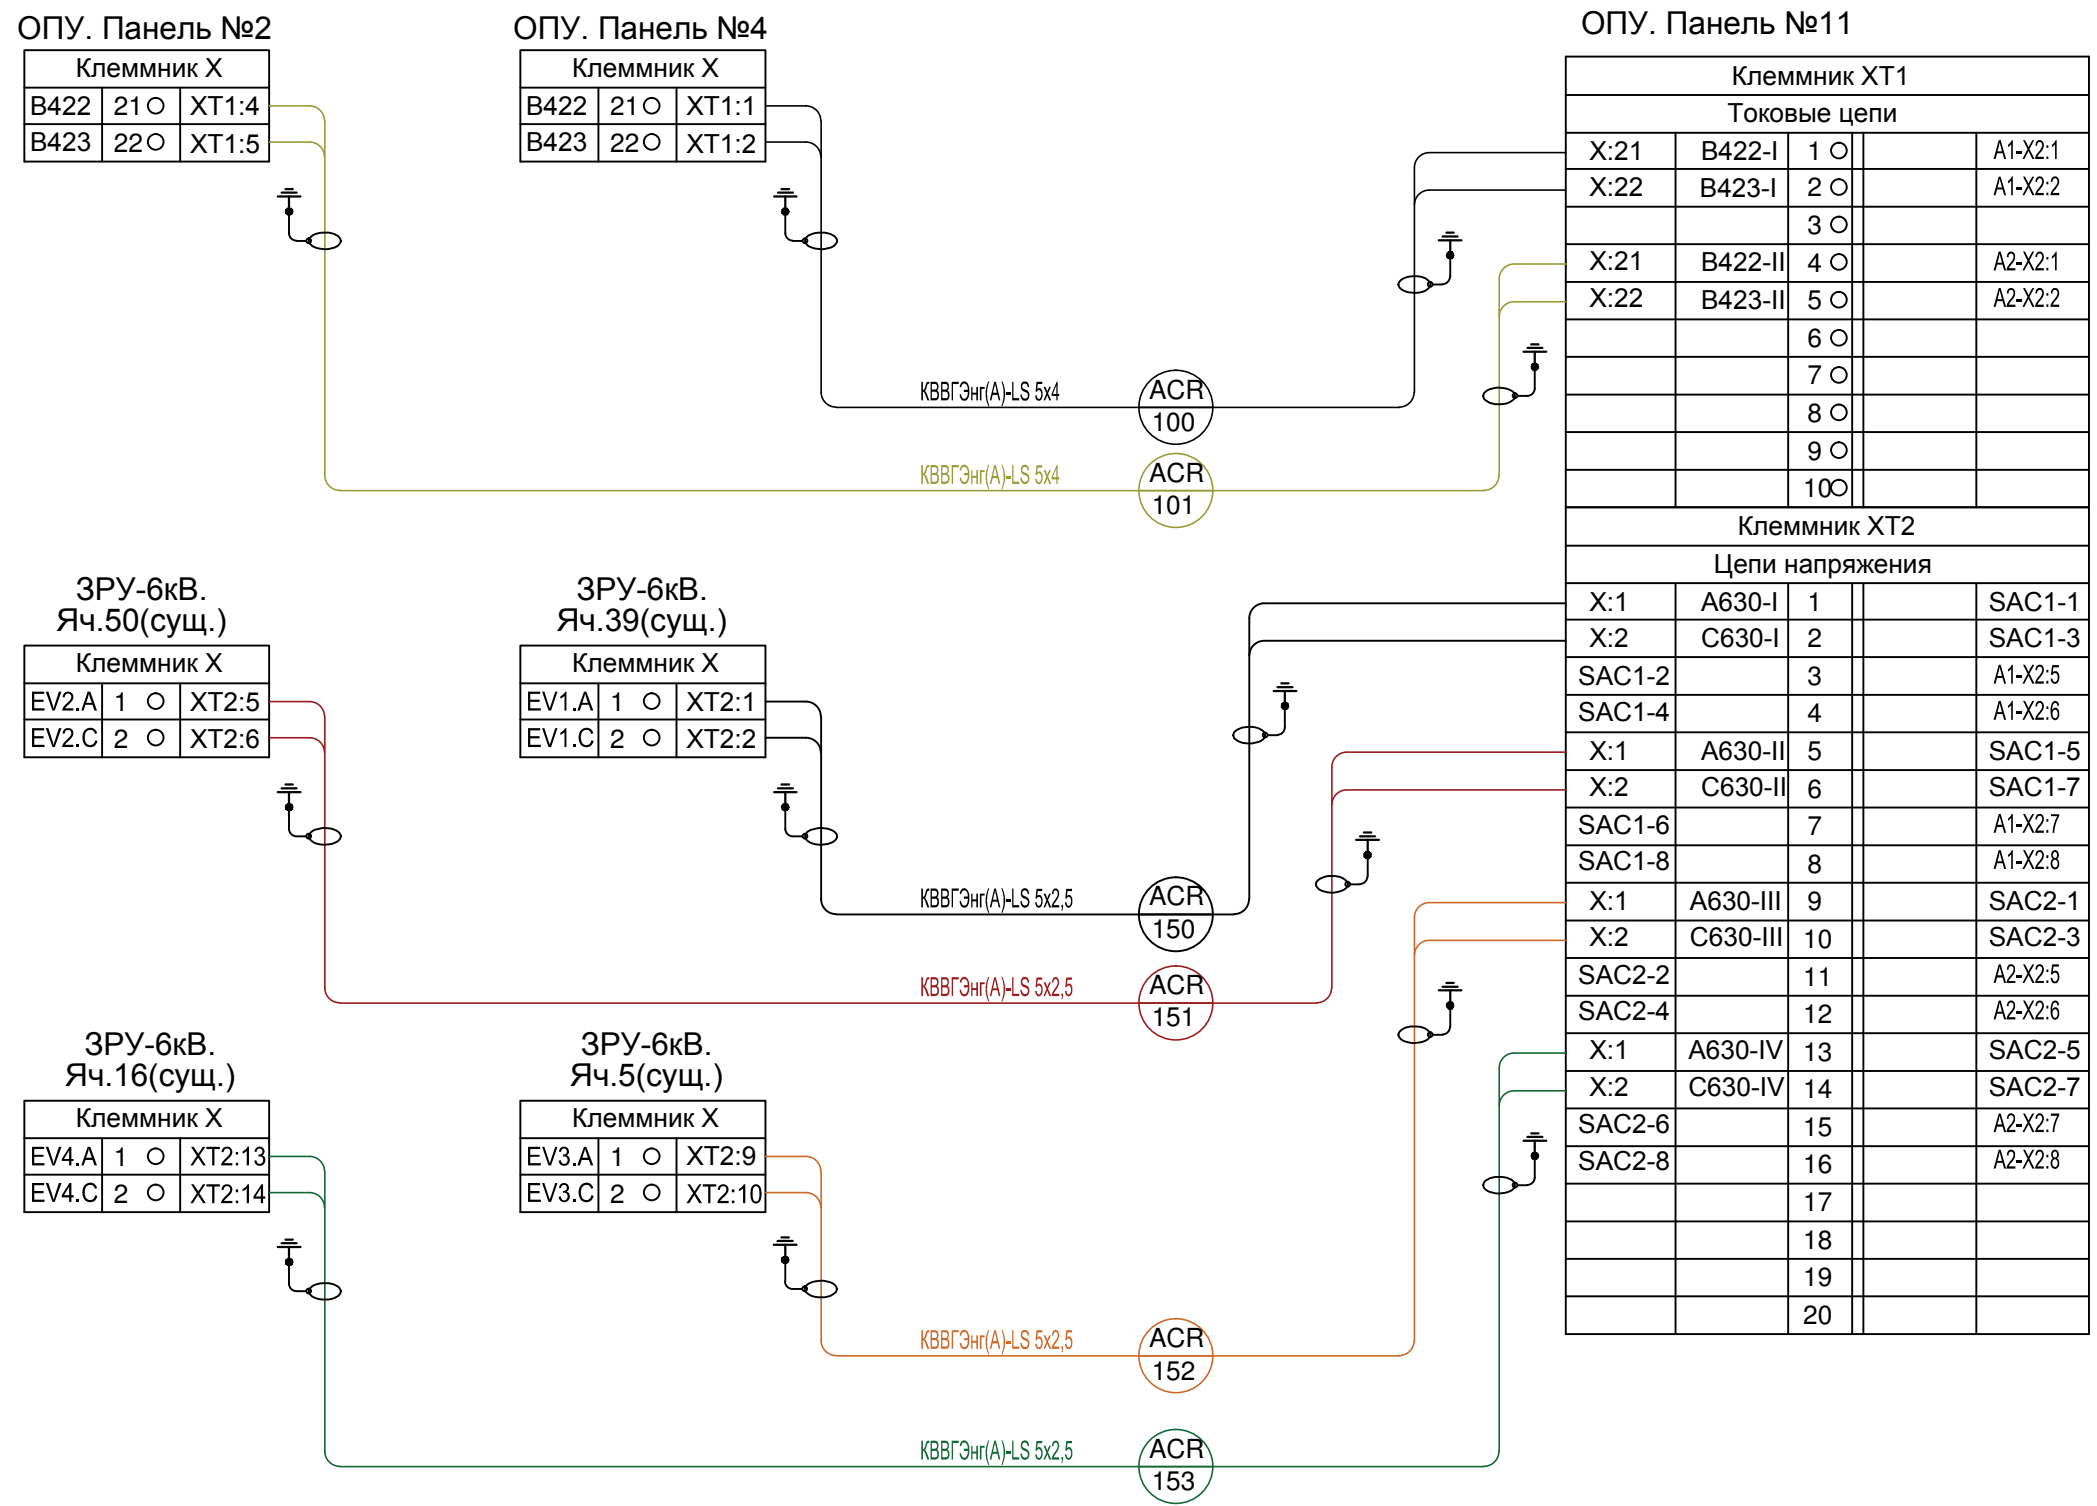 ОПУ. Панель №2
Клеммник X
B422 21 XT1:4
B423 22 XT1:5
ОПУ. Панель №4
Клеммник X
B422 21 XT1:1
B423 22 XT1:2
КВВГЭнг(А)-LS 5x4
ACR
100
КВВГЭнг(А)-LS 5x4
ACR
101
ЗРУ-6кВ.
Яч.50(сущ.)
Клеммник X
EV2.A 1 XT2:5
EV2.C 2 XT2:6
ЗРУ-6кВ.
Яч.39(сущ.)
Клеммник X
EV1.A 1 XT2:1
EV1.C 2 XT2:2
КВВГЭнг(А)-LS 5x2,5
ACR
150
КВВГЭнг(А)-LS 5x2,5
ACR
151
ЗРУ-6кВ.
Яч.16(сущ.)
Клеммник X
EV4.A 1 XT2:13
EV4.C 2 XT2:14
ЗРУ-6кВ.
Яч.5(сущ.)
Клеммник X
EV3.A 1 XT2:9
EV3.C 2 XT2:10
КВВГЭнг(А)-LS 5x2,5
ACR
152
КВВГЭнг(А)-LS 5x2,5
ACR
153
ОПУ. Панель №11
Клеммник XT1
Токовые цепи
X:21 B422-I 1 A1-X2:1
X:22 B423-I 2 A1-X2:2
3
X:21 B422-II 4 A2-X2:1
X:22 B423-II 5 A2-X2:2
6
7
8
9
10
Клеммник XT2
Цепи напряжения
X:1 A630-I 1 SAC1-1
X:2 C630-I 2 SAC1-3
SAC1-2 3 A1-X2:5
SAC1-4 4 A1-X2:6
X:1 A630-II 5 SAC1-5
X:2 C630-II 6 SAC1-7
SAC1-6 7 A1-X2:7
SAC1-8 8 A1-X2:8
X:1 A630-III 9 SAC2-1
X:2 C630-III 10 SAC2-3
SAC2-2 11 A2-X2:5
SAC2-4 12 A2-X2:6
X:1 A630-IV 13 SAC2-5
X:2 C630-IV 14 SAC2-7
SAC2-6 15 A2-X2:7
SAC2-8 16 A2-X2:8
17
18
19
20